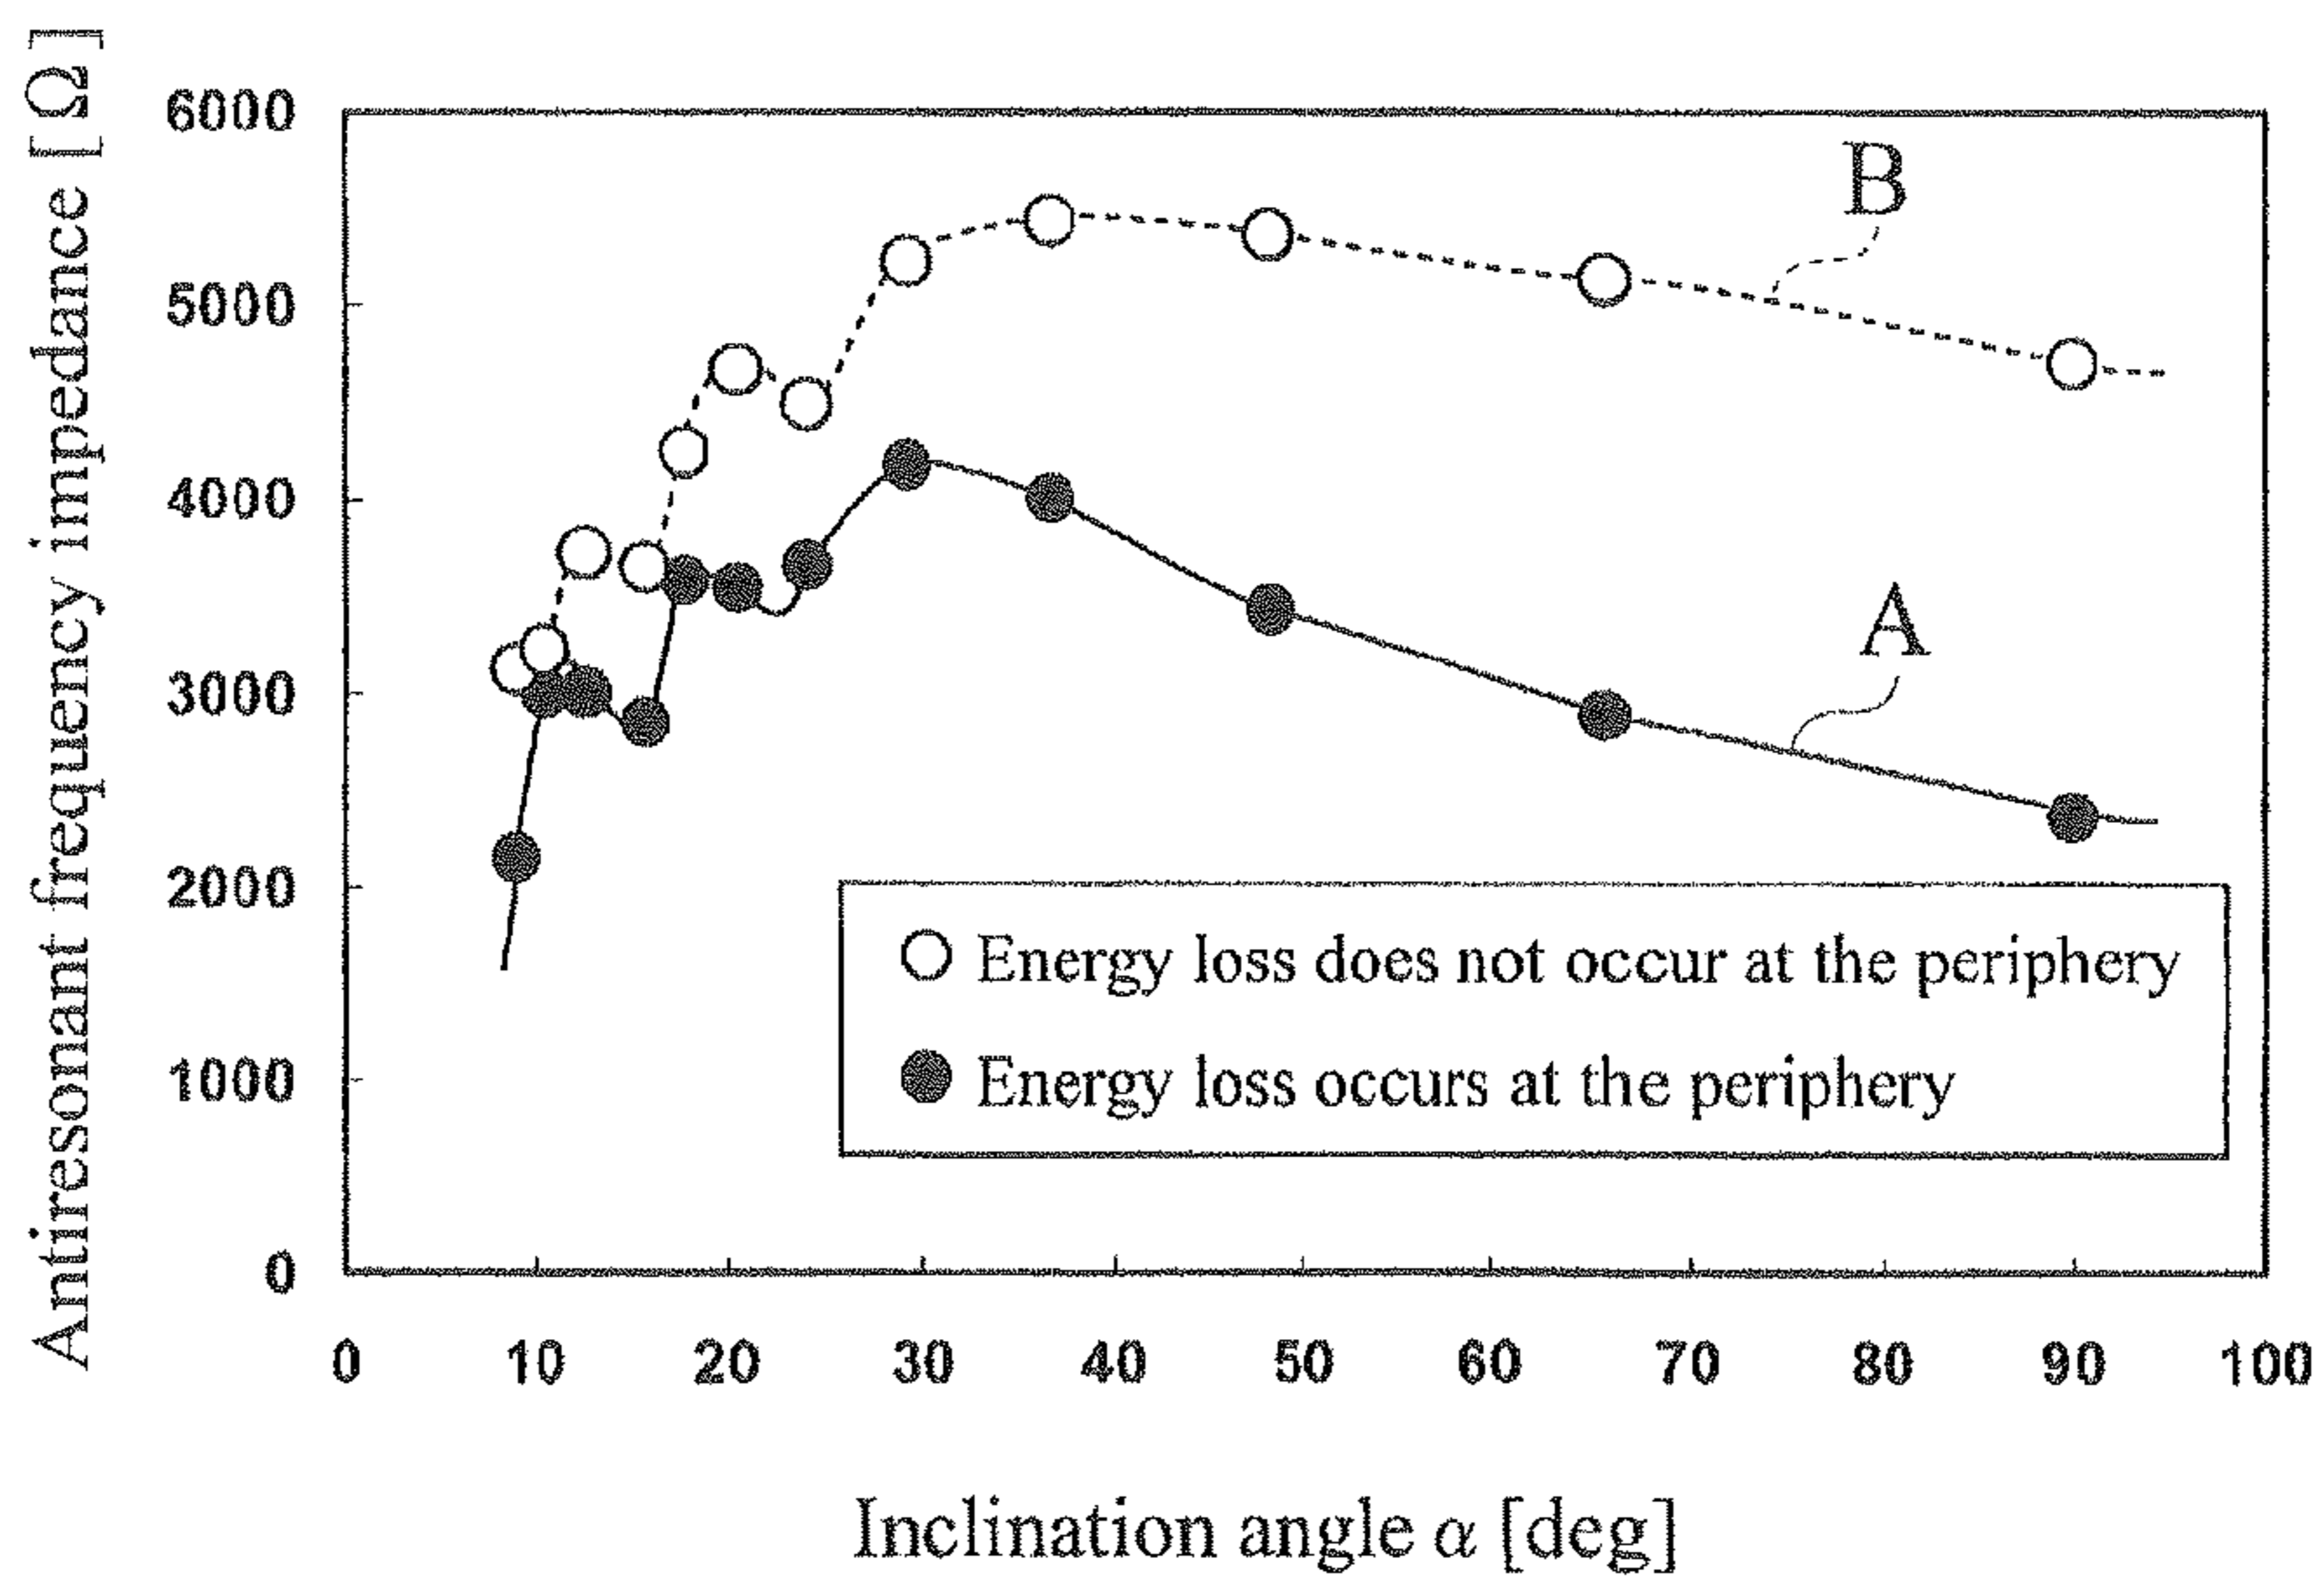 Antiresonant frequency impedance [Ω]
6000
5000
4000
3000
2000
1000
0
B
A
Energy loss does not occur at the periphery
Energy loss occurs at the periphery
0 10 20 30 40 50 60 70 80 90 100
Inclination angle α [deg]